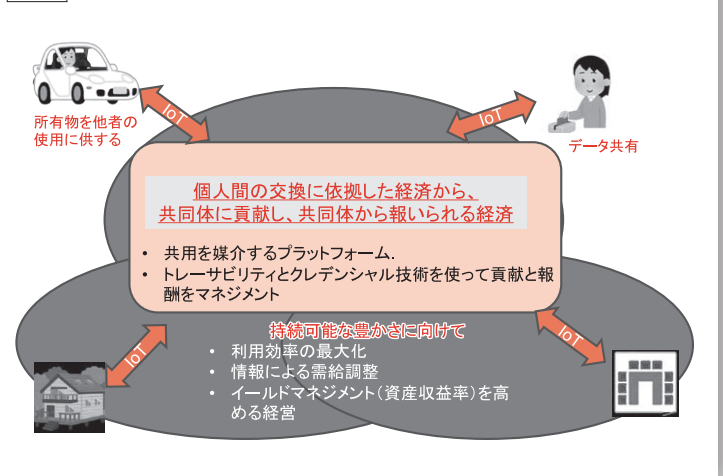 所有物を他者の
使用に供する
IoT
IoT
データ共有
個人間の交換に依拠した経済から、
共同体に貢献し、共同体から報いられる経済
• 共用を媒介するプラットフォーム.
• トレーサビリティとクレデンシャル技術を使って貢献と報
酬をマネジメント
持続可能な豊かさに向けて
• 利用効率の最大化
• 情報による需給調整
• イールドマネジメント(資産収益率)を高
める経営
IoT
IoT